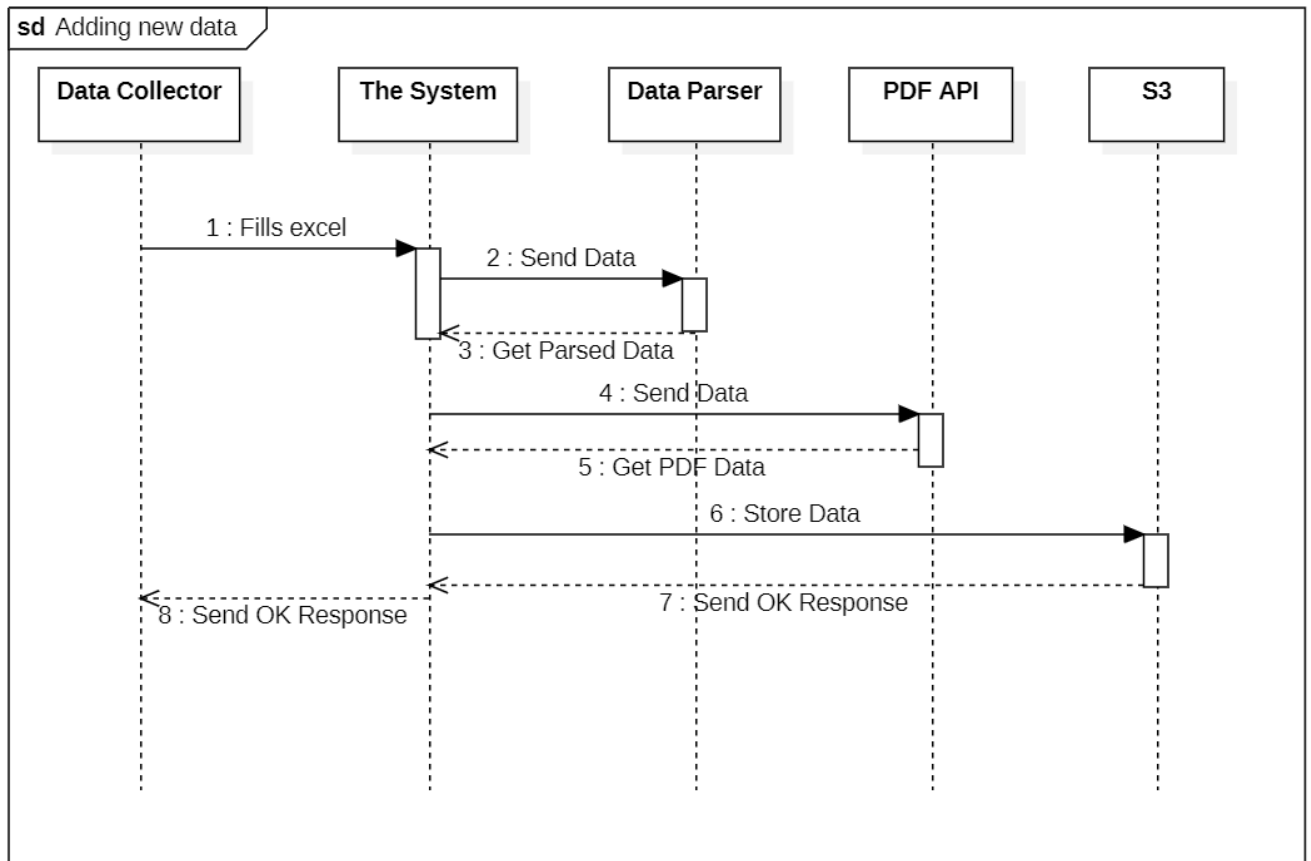 sd Adding new data
Data Collector
The System
Data Parser
PDF API
S3
1 : Fills excel
2 : Send Data
3 : Get Parsed Data
4 : Send Data
5 : Get PDF Data
6 : Store Data
7 : Send OK Response
8 : Send OK Response